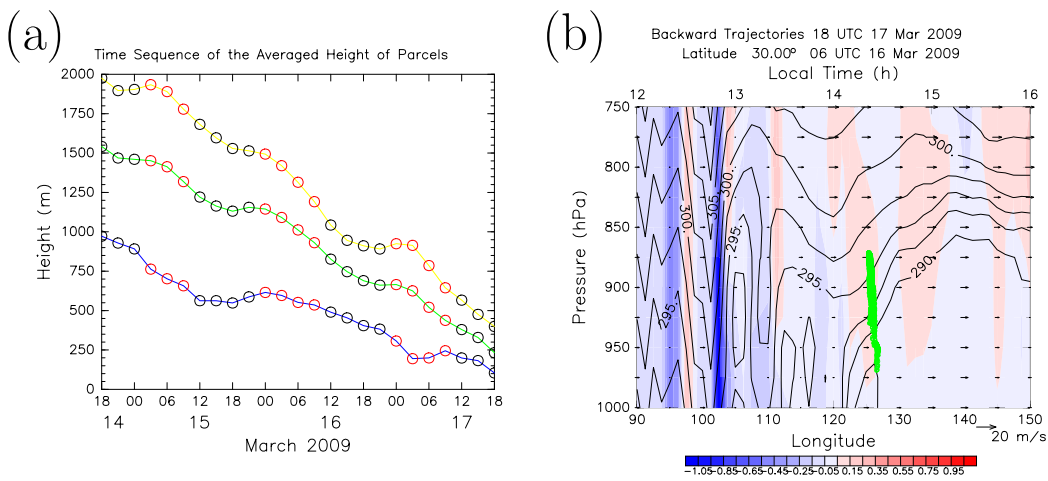 (a)
Time Sequence of the Averaged Height of Parcels
2000
1750
1500
1250
1000
750
500
250
0
Height (m)
18 00 06 12 18 00 06 12 18 00 06 12 18
14 15 16 17
March 2009
(b)
Backward Trajectories 18 UTC 17 Mar 2009
Latitude 30.00° 06 UTC 16 Mar 2009
Local Time (h)
12 13 14 15 16
750
800
850
900
950
1000
Pressure (hPa)
300.
300.
305.
300.
295.
295.
290.
295.
90 100 110 120 130 140 150
Longitude
20 m/s
-1.05 -0.85 -0.65 -0.45 -0.25 -0.05 0.15 0.35 0.55 0.75 0.95